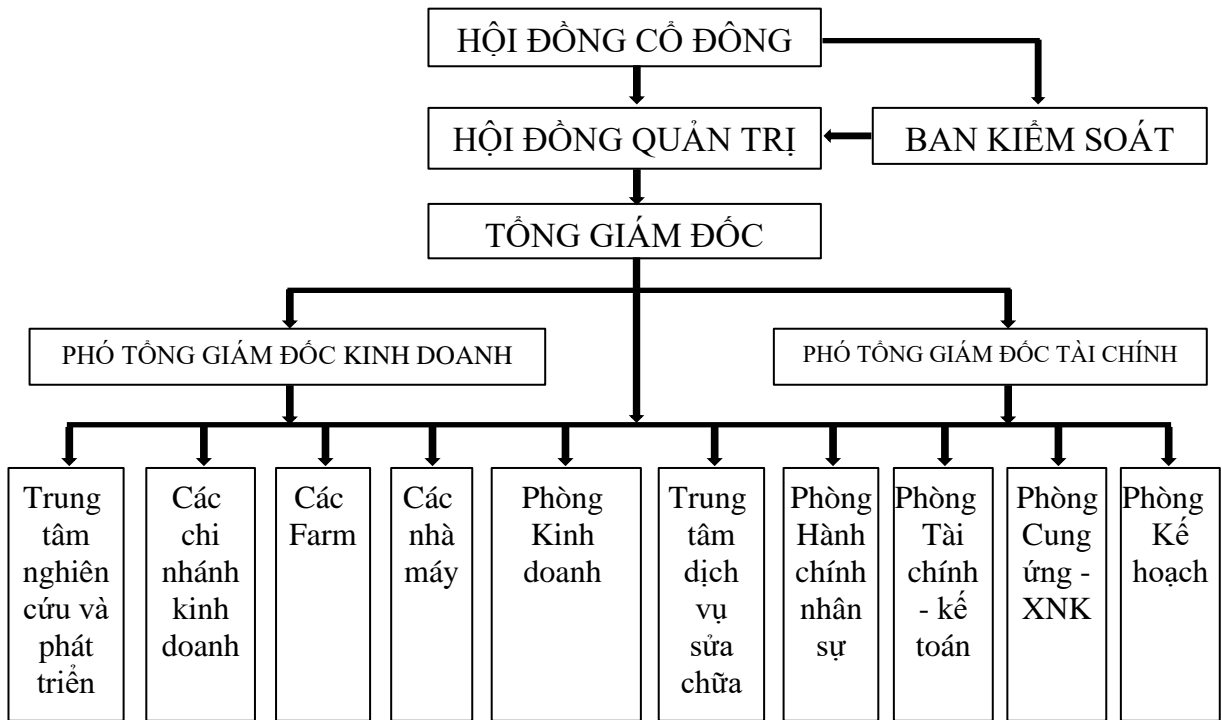 HỘI ĐỒNG CỔ ĐÔNG
HỘI ĐỒNG QUẢN TRỊ
BAN KIỂM SOÁT
TỔNG GIÁM ĐỐC
PHÓ TỔNG GIÁM ĐỐC KINH DOANH
PHÓ TỔNG GIÁM ĐỐC TÀI CHÍNH
Trung
tâm
nghiên
cứu và
phát
triển
Các
chi
nhánh
kinh
doanh
Các
Farm
Các
nhà
máy
Phòng
Kinh
doanh
Trung
tâm
dịch
vụ
sửa
chữa
Phòng
Hành
chính
nhân
sự
Phòng
Tài
chính
- kế
toán
Phòng
Cung
ứng -
XNK
Phòng
Kế
hoạch